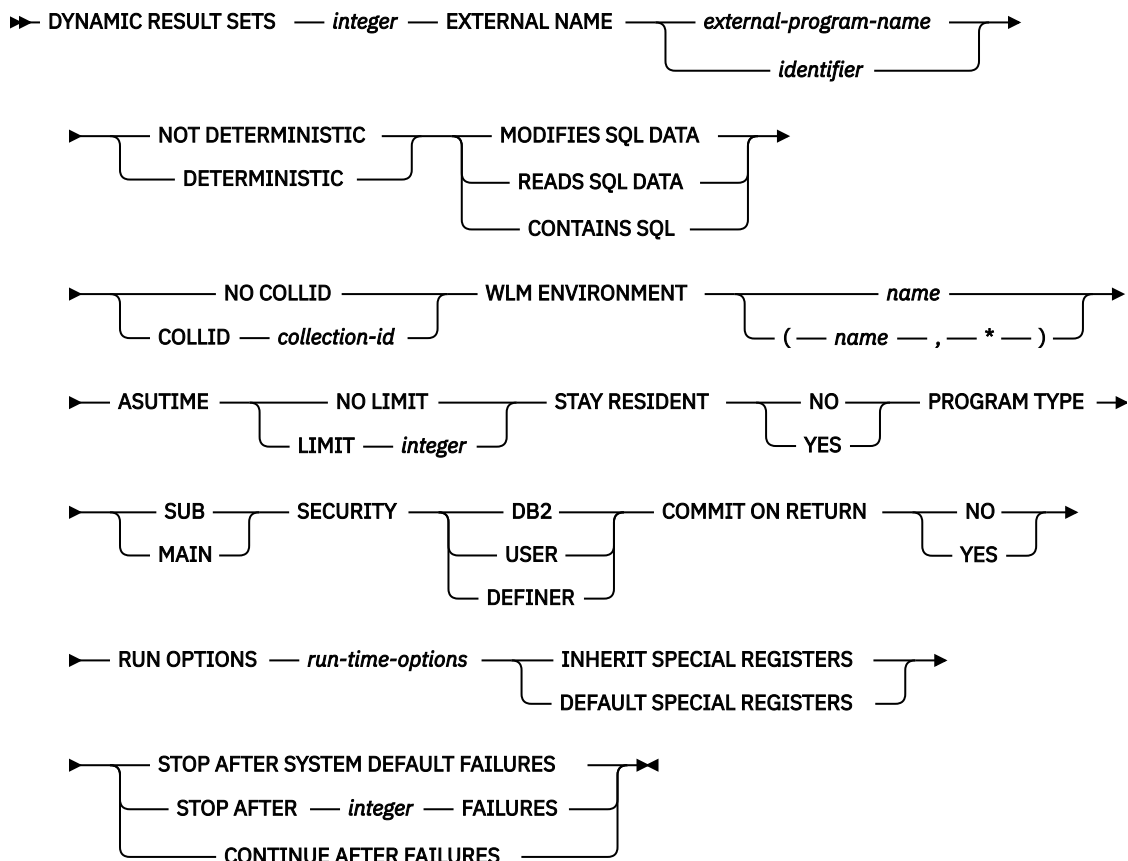 DYNAMIC RESULT SETS integer EXTERNAL NAME external-program-name
identifier
NOT DETERMINISTIC MODIFIES SQL DATA
DETERMINISTIC READS SQL DATA
CONTAINS SQL
NO COLLID WLM ENVIRONMENT name
COLLID collection-id ( name , * )
ASUTIME NO LIMIT STAY RESIDENT NO PROGRAM TYPE
LIMIT integer YES
SUB SECURITY DB2 COMMIT ON RETURN NO
MAIN USER YES
DEFINER
RUN OPTIONS run-time-options INHERIT SPECIAL REGISTERS
DEFAULT SPECIAL REGISTERS
STOP AFTER SYSTEM DEFAULT FAILURES
STOP AFTER integer FAILURES
CONTINUE AFTER FAILURES